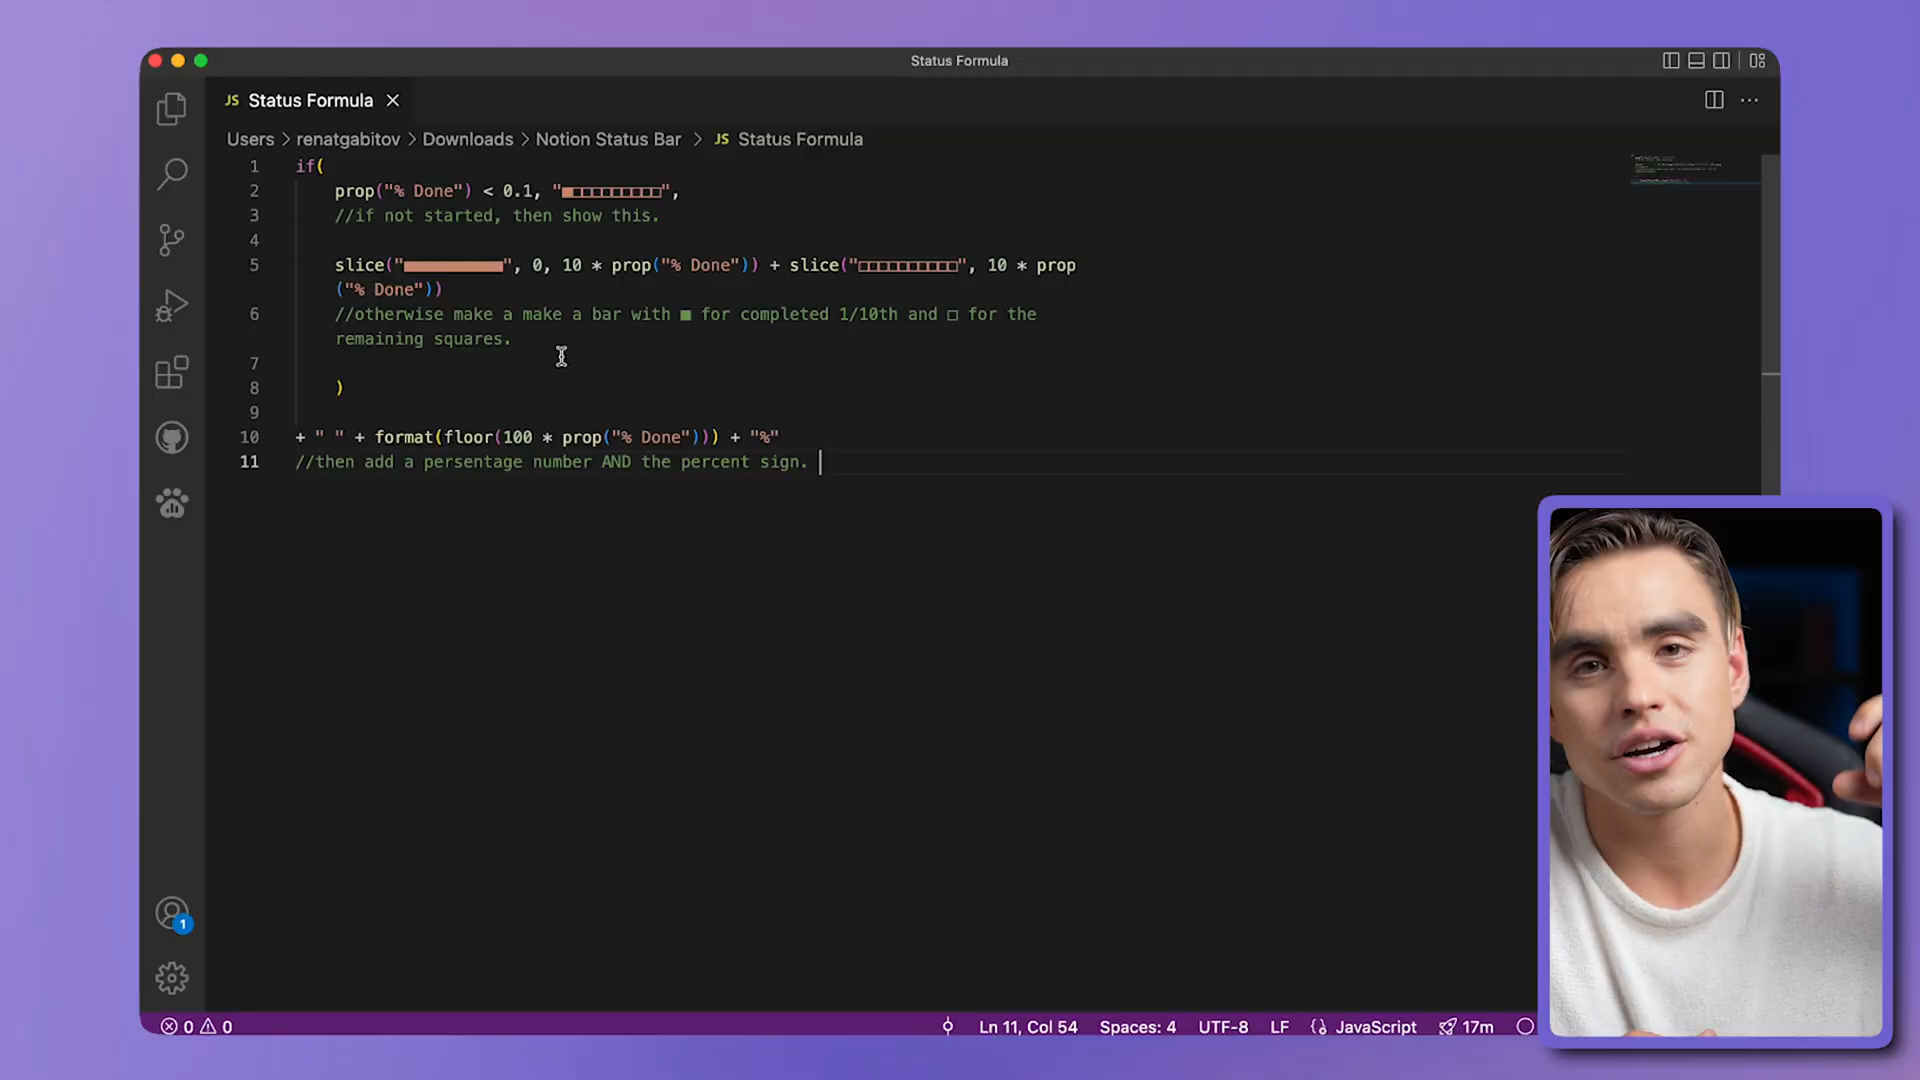 Status Formula
JS Status Formula
Users > renatgabitov > Downloads > Notion Status Bar > JS Status Formula
1 if(
2 prop("% Done") < 0.1, "■□□□□□□□□□",
3 //if not started, then show this.
4
5 slice("■■■■■■■■■■", 0, 10 * prop("% Done")) + slice("□□□□□□□□□□", 10 * prop
("% Done"))
6 //otherwise make a make a bar with ■ for completed 1/10th and □ for the
remaining squares.
7
8 )
9
10 + " " + format(floor(100 * prop("% Done"))) + "%"
11 //then add a persentage number AND the percent sign.
1
0 0 Ln 11, Col 54 Spaces: 4 UTF-8 LF JavaScript 17m